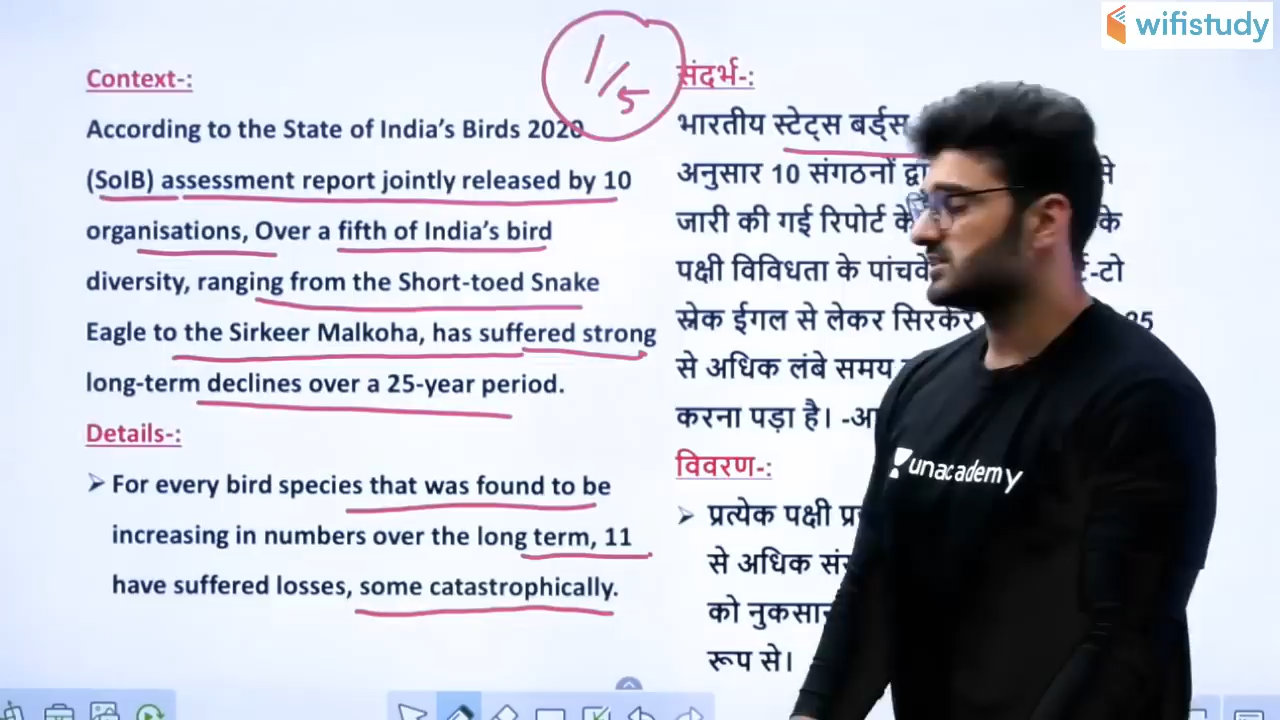 wifistudy
1/5
Context-:
According to the State of India's Birds 2020
(SoIB) assessment report jointly released by 10
organisations, Over a fifth of India's bird
diversity, ranging from the Short-toed Snake
Eagle to the Sirkeer Malkoha, has suffered strong
long-term declines over a 25-year period.
Details-:
➢ For every bird species that was found to be
increasing in numbers over the long term, 11
have suffered losses, some catastrophically.
संदर्भ-:
भारतीय स्टेट्स बर्ड्स
अनुसार 10 संगठनों से
जारी की गई रिपोर्ट के के
पक्षी विविधता के -टो
स्नेक ईगल से लेकर
से अधिक लंबे समय
करना पड़ा है।
विवरण-:
➢ प्रत्येक पक्षी
से अधिक
को
रूप से।
unacademy